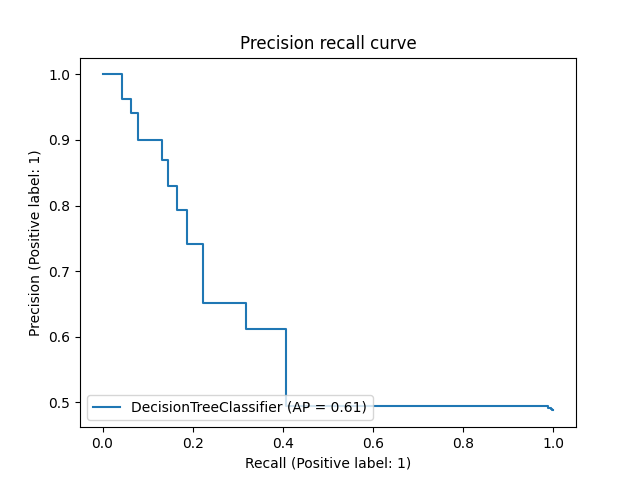 Precision recall curve
1.0
0.9
0.8
0.7
0.6
0.5
Precision (Positive label: 1)
DecisionTreeClassifier (AP = 0.61)
0.0 0.2 0.4 0.6 0.8 1.0
Recall (Positive label: 1)